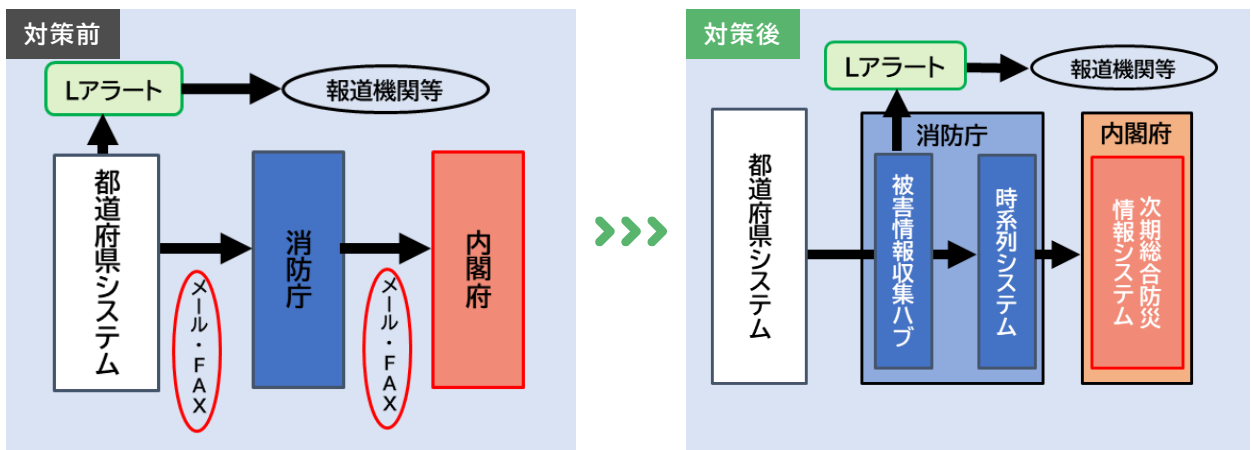 対策前
Lアラート
報道機関等
都道府県システム
メール・FAX
消防庁
メール・FAX
内閣府
対策後
Lアラート
報道機関等
都道府県システム
消防庁
被害情報収集ハブ
時系列システム
内閣府
次期総合防災
情報システム